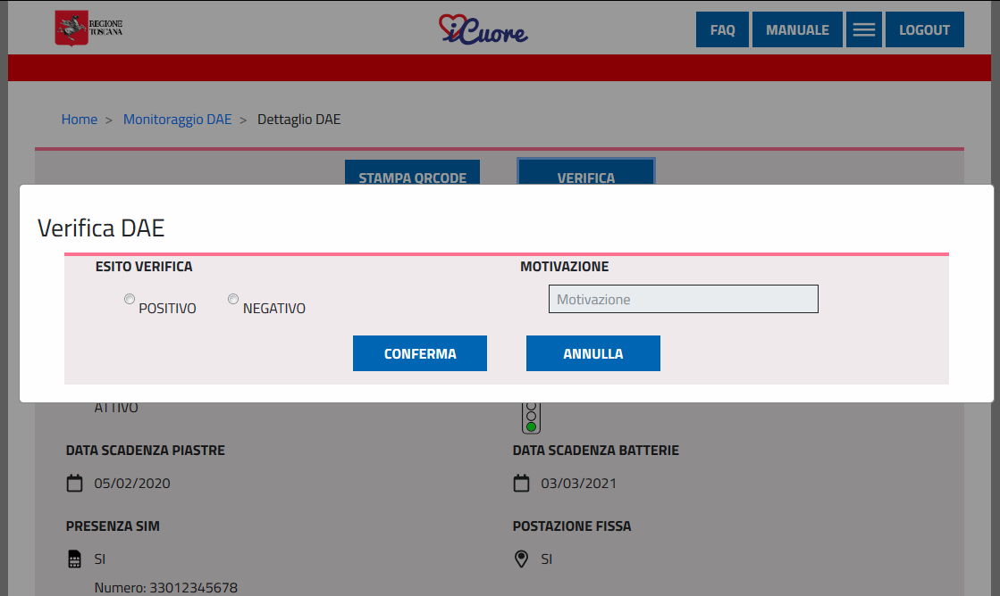 REGIONE
TOSCANA
iCuore
FAQ
MANUALE
LOGOUT
Home > Monitoraggio DAE > Dettaglio DAE
STAMPA QRCODE
VERIFICA
Verifica DAE
ESITO VERIFICA
MOTIVAZIONE
POSITIVO
NEGATIVO
Motivazione
CONFERMA
ANNULLA
ATTIVO
DATA SCADENZA PIASTRE
DATA SCADENZA BATTERIE
05/02/2020
03/03/2021
PRESENZA SIM
POSTAZIONE FISSA
SI
SI
Numero: 33012345678